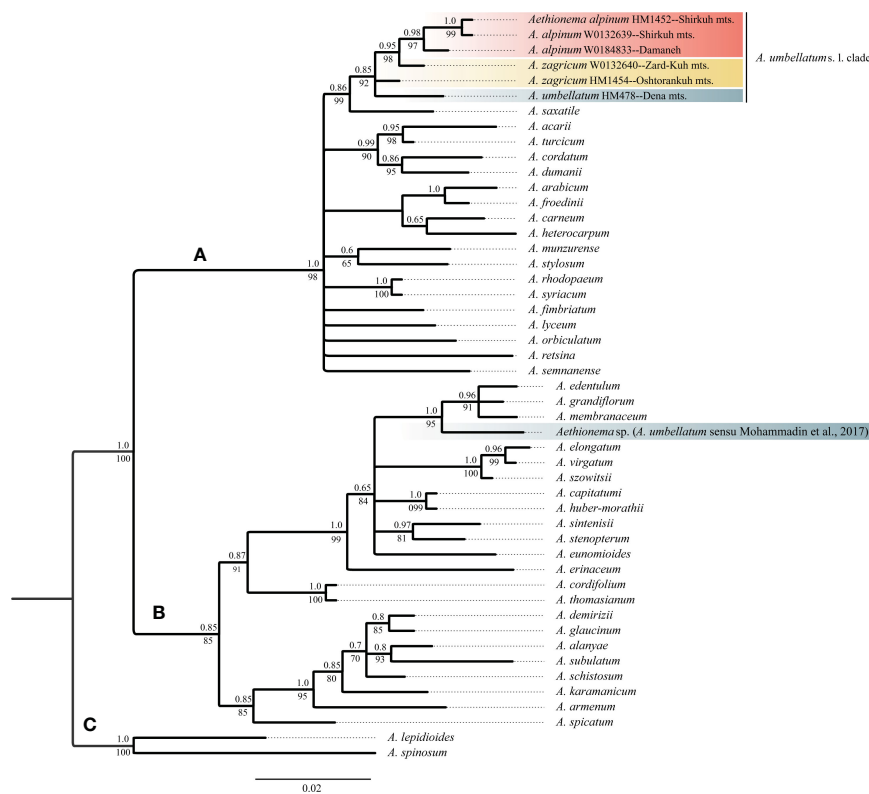 Aethionema alpinum HM1452--Shirkuh mts.
A. alpinum W0132639--Shirkuh mts.
A. alpinum W0184833--Damaneh
A. zagricum W0132640--Zard-Kuh mts.
A. zagricum HM1454--Oshtorankuh mts.
A. umbellatum HM478--Dena mts.
A. umbellatum s. l. clade
A. saxatile
A. acarii
A. turcicum
A. cordatum
A. dumanii
A. arabicum
A. froedinii
A. carneum
A. heterocarpum
A. munzurense
A. stylosum
A. rhodopaeum
A. syriacum
A. fimbriatum
A. lyceum
A. orbiculatum
A. retsina
A. semnanense
A. edentulum
A. grandiflorum
A. membranaceum
Aethionema sp. (A. umbellatum sensu Mohammadin et al., 2017)
A. elongatum
A. virgatum
A. szowitsii
A. capitatumi
A. huber-morathii
A. sintenisii
A. stenopterum
A. eunomioides
A. erinaceum
A. cordifolium
A. thomasianum
A. demirizii
A. glaucinum
A. alanyae
A. subulatum
A. schistosum
A. karamanicum
A. armenum
A. spicatum
A. lepidioides
A. spinosum
1.0
99
0.98
97
0.95
98
0.85
92
0.86
99
0.95
98
0.99
90
0.86
95
1.0
0.65
0.6
65
1.0
100
A
1.0
98
1.0
100
0.96
91
1.0
95
0.96
99
1.0
100
0.65
84
1.0
099
0.97
81
1.0
99
0.87
91
1.0
100
B
0.85
85
0.8
85
0.8
93
0.7
70
0.85
80
1.0
95
0.85
85
C
1.0
100
0.02